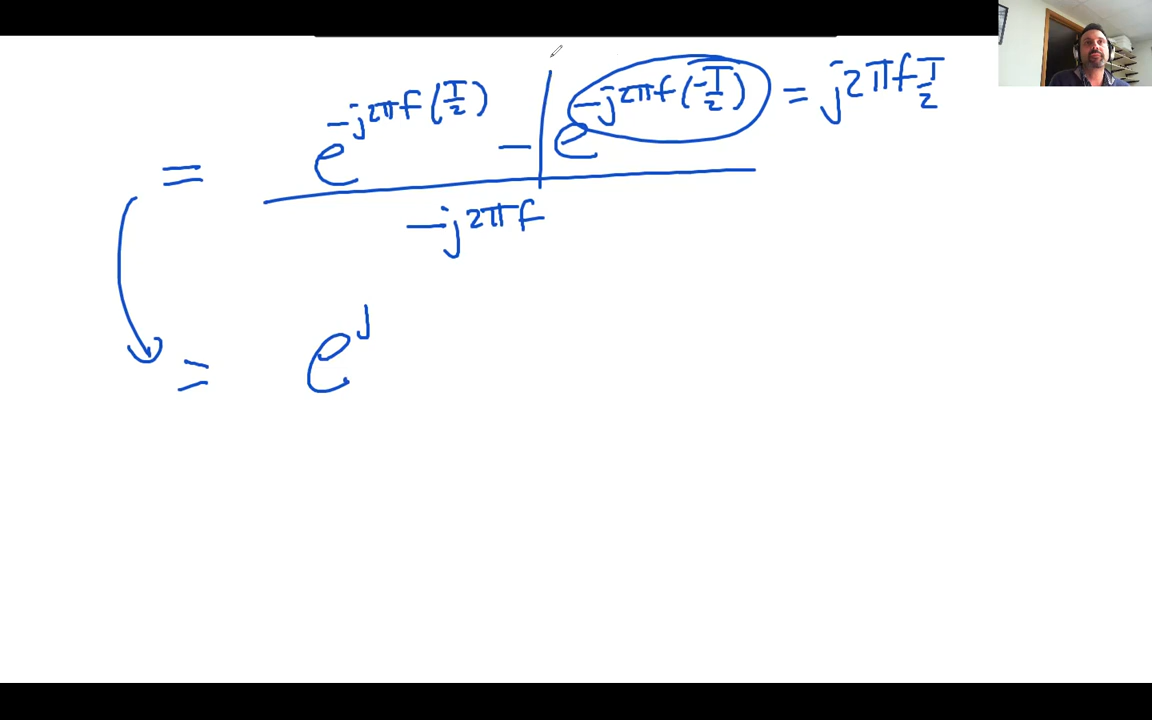 = e^{-j2πf(T/2)} - e^{-j2πf(-T/2)} = j2πf T/2
-j2πf
= e^j